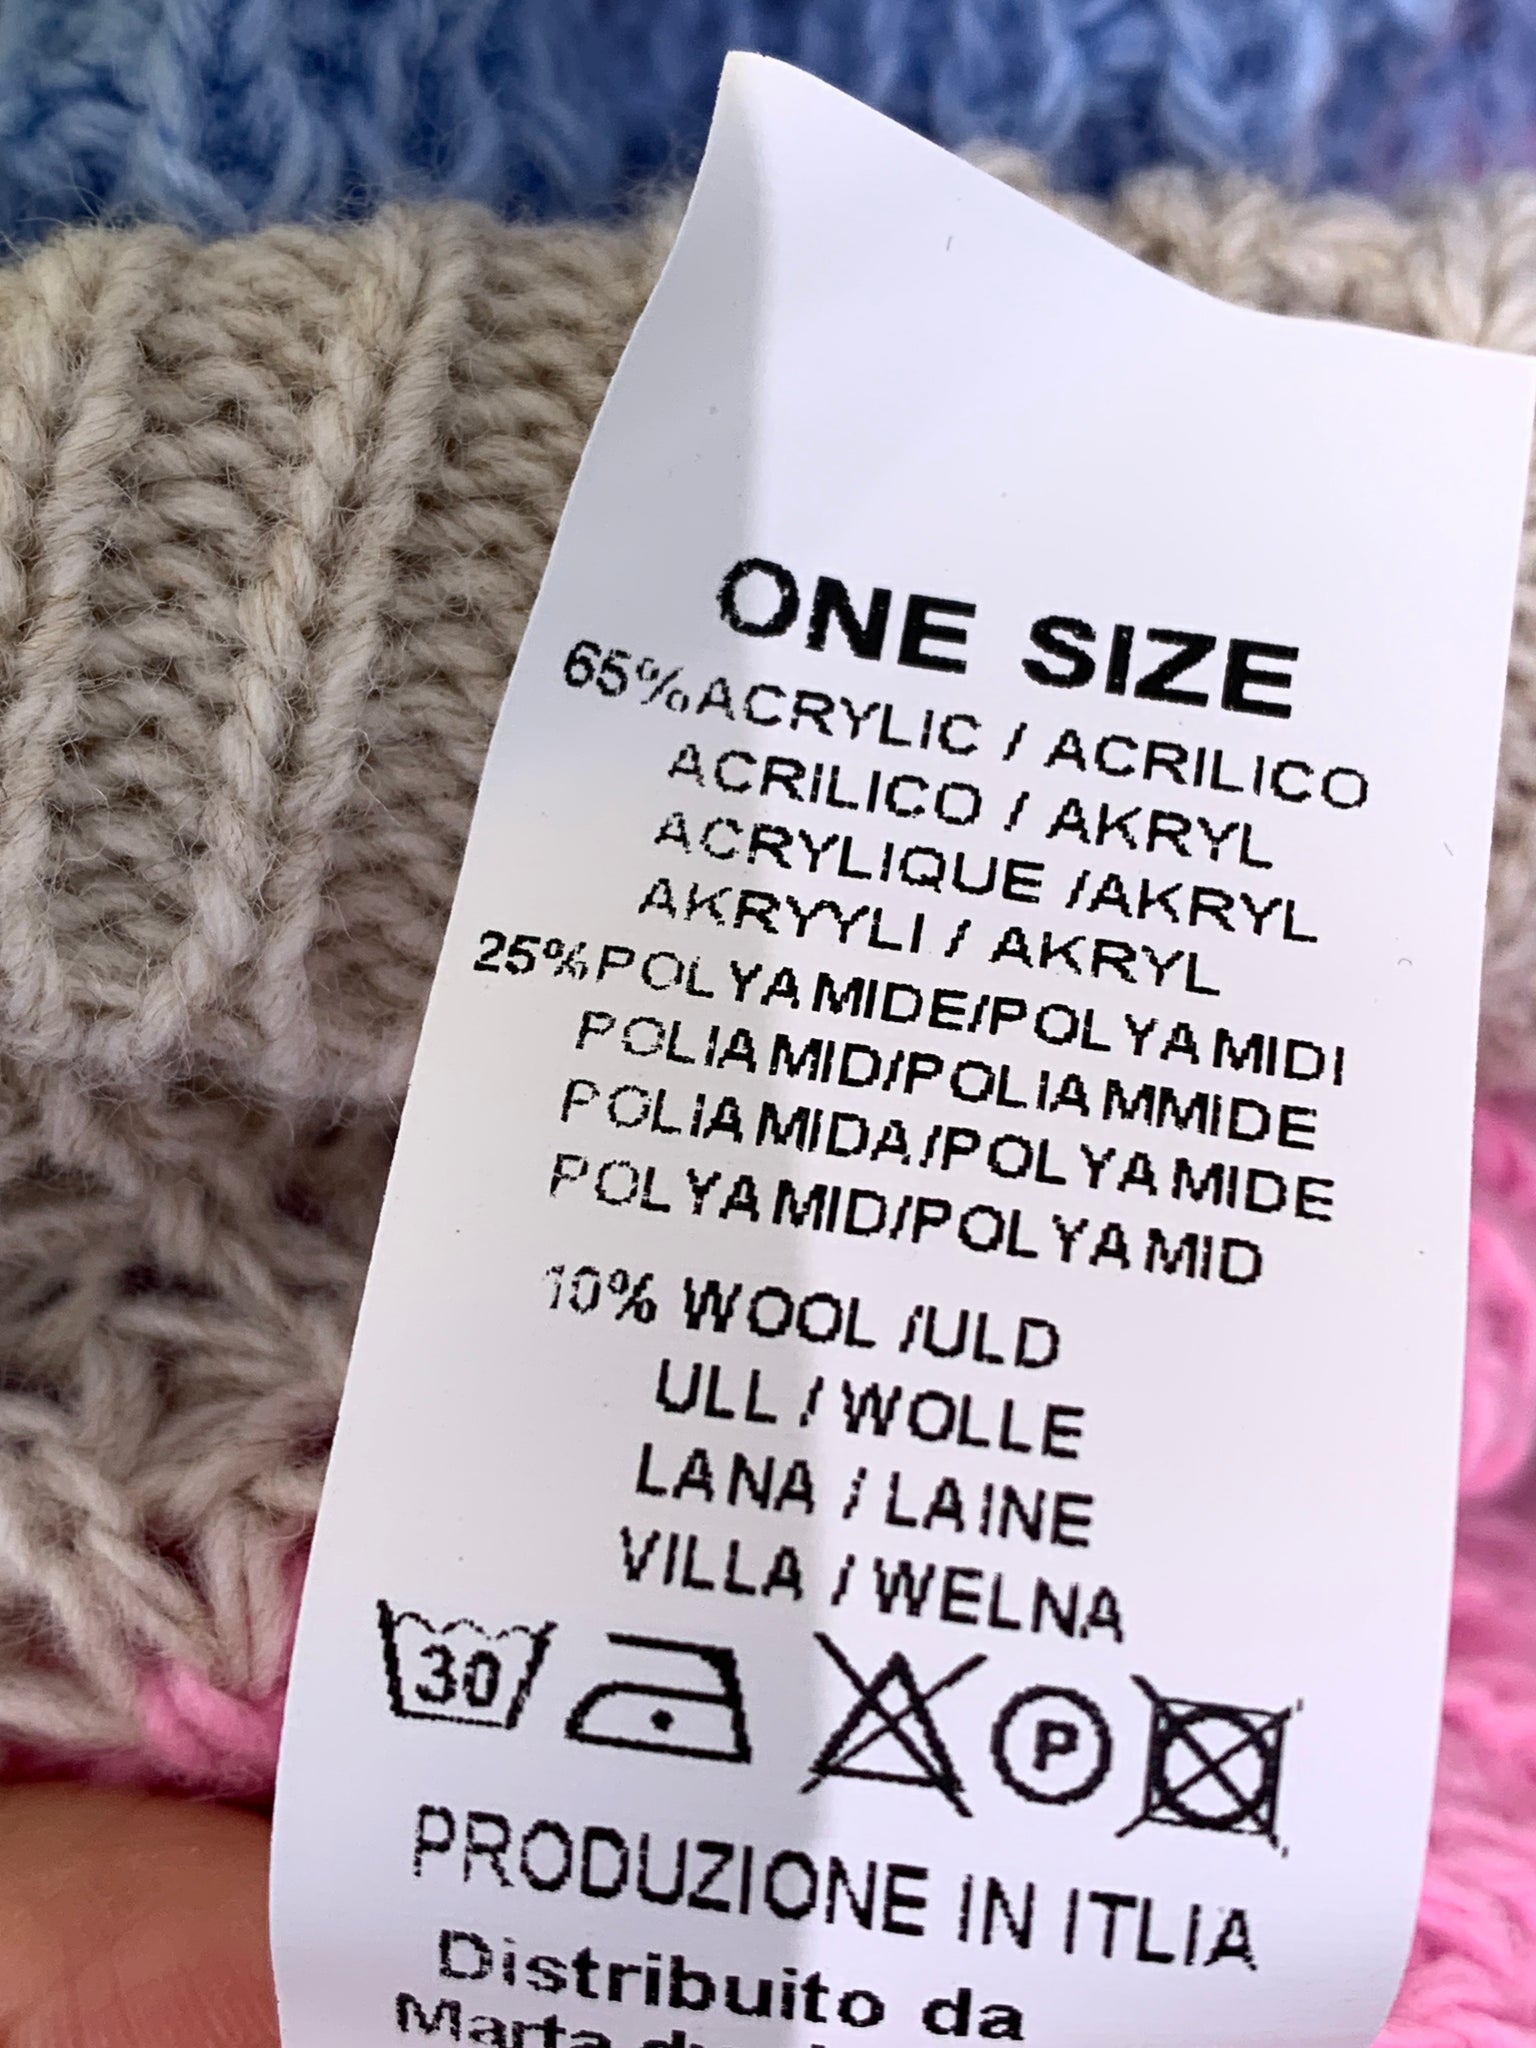 ONE SIZE
65%ACRYLIC / ACRILICO
ACRILICO / AKRYL
ACRYLIQUE /AKRYL
AKRYYLI / AKRYL
25%POLYAMIDE/POLYAMIDI
POLIAMID/POLIAMMIDE
POLIAMIDA/POLYAMIDE
POLYAMID/POLYAMID
10% WOOL /ULD
ULL / WOLLE
LANA / LAINE
VILLA / WELNA
30
P
PRODUZIONE IN ITLIA
Distribuito da
Marta